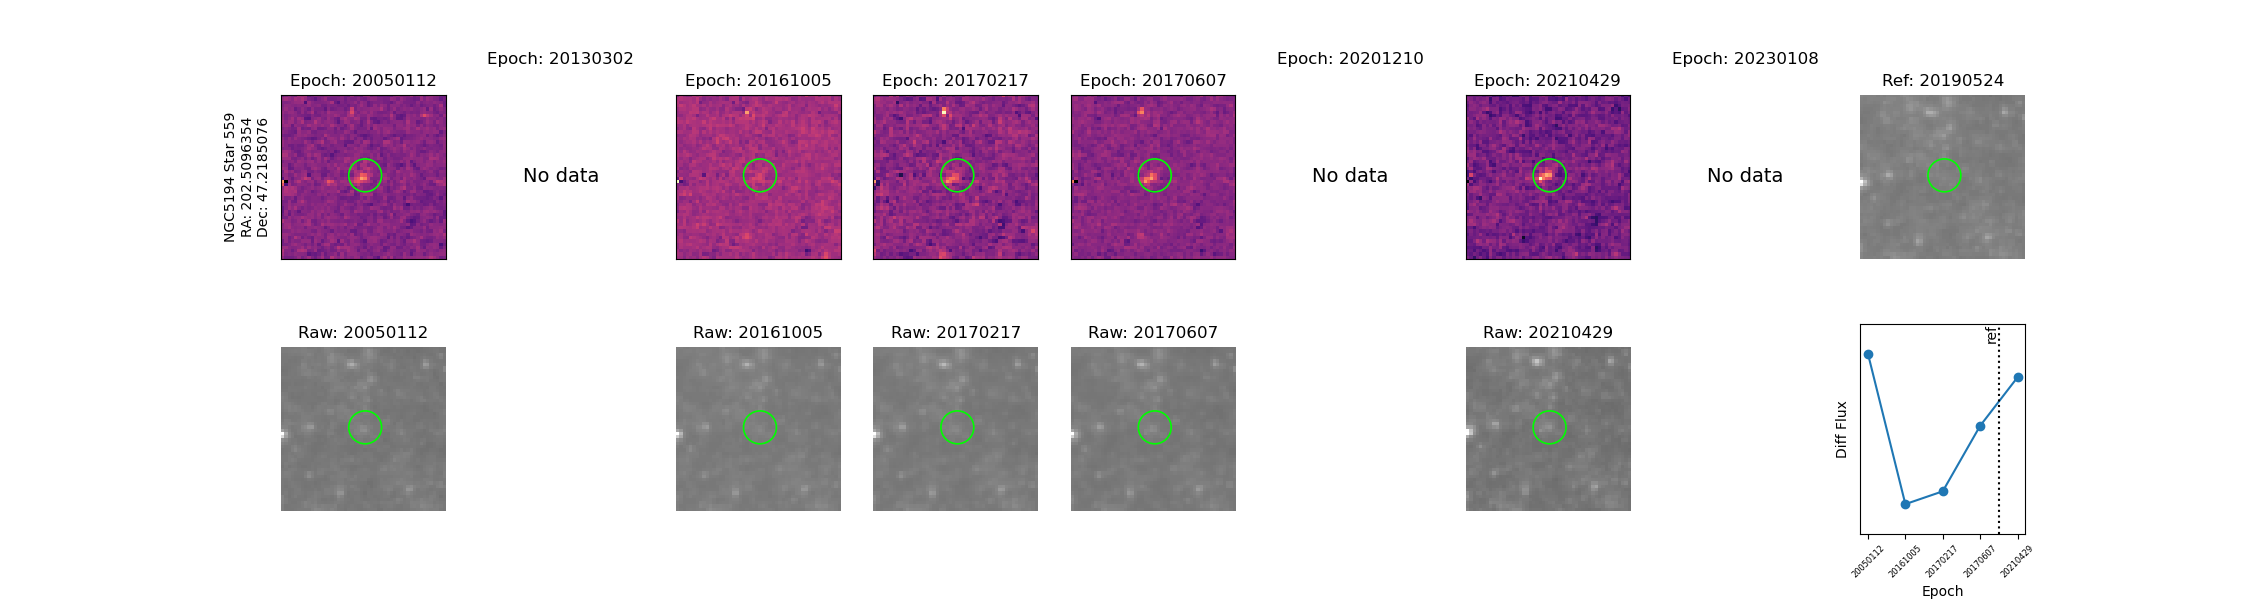 Epoch: 20130302
Epoch: 20201210
Epoch: 20230108
Epoch: 20050112
Epoch: 20161005
Epoch: 20170217
Epoch: 20170607
Epoch: 20210429
Ref: 20190524
NGC5194 Star 559
RA: 202.5096354
Dec: 47.2185076
No data
No data
No data
Raw: 20050112
Raw: 20161005
Raw: 20170217
Raw: 20170607
Raw: 20210429
ref
Diff Flux
20050112
20161005
20170217
20170607
20210429
Epoch